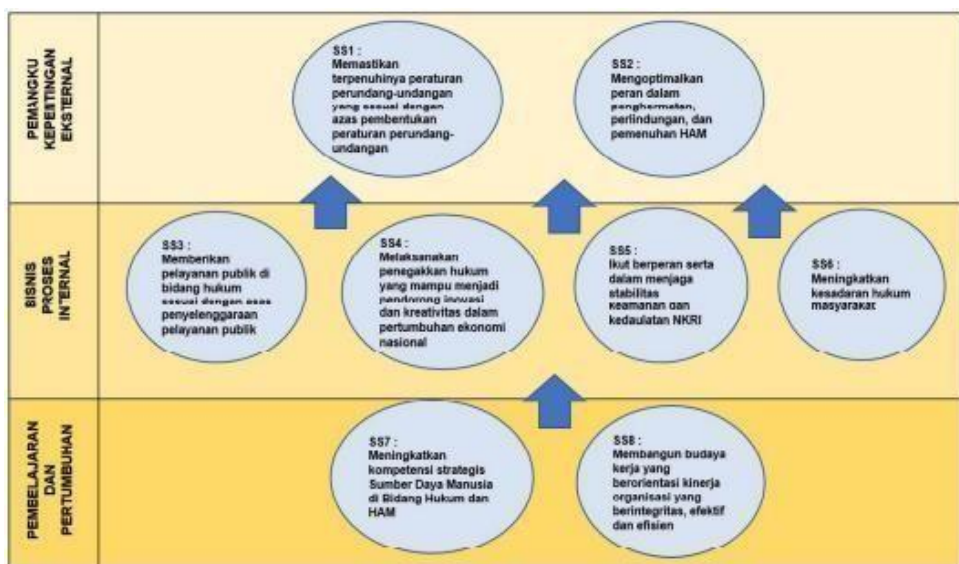 PEMANGKU
KEPENTINGAN
EKSTERNAL
SS1 :
Memastikan
terpenuhinya peraturan
perundang-undangan
yang sesuai dengan
azas pembentukan
peraturan perundang-
undangan
SS2 :
Mengoptimalkan
peran dalam
penghormatan,
perlindungan, dan
pemenuhan HAM
BISNIS
PROSES
INTERNAL
SS3 :
Memberikan
pelayanan publik di
bidang hukum
sesuai dengan asas
penyelenggaraan
pelayanan publik
SS4 :
Melaksanakan
penegakkan hukum
yang mampu menjadi
pendorong inovasi
dan kreativitas dalam
pertumbuhan ekonomi
nasional
SS5 :
Ikut berperan serta
dalam menjaga
stabilitas
keamanan dan
kedaulatan NKRI
SS6 :
Meningkatkan
kesadaran hukum
masyarakat
PEMBELAJARAN
DAN
PERTUMBUHAN
SS7 :
Meningkatkan
kompetensi strategis
Sumber Daya Manusia
di Bidang Hukum dan
HAM
SS8 :
Membangun budaya
kerja yang
berorientasi kinerja
organisasi yang
berintegritas, efektif
dan efisien